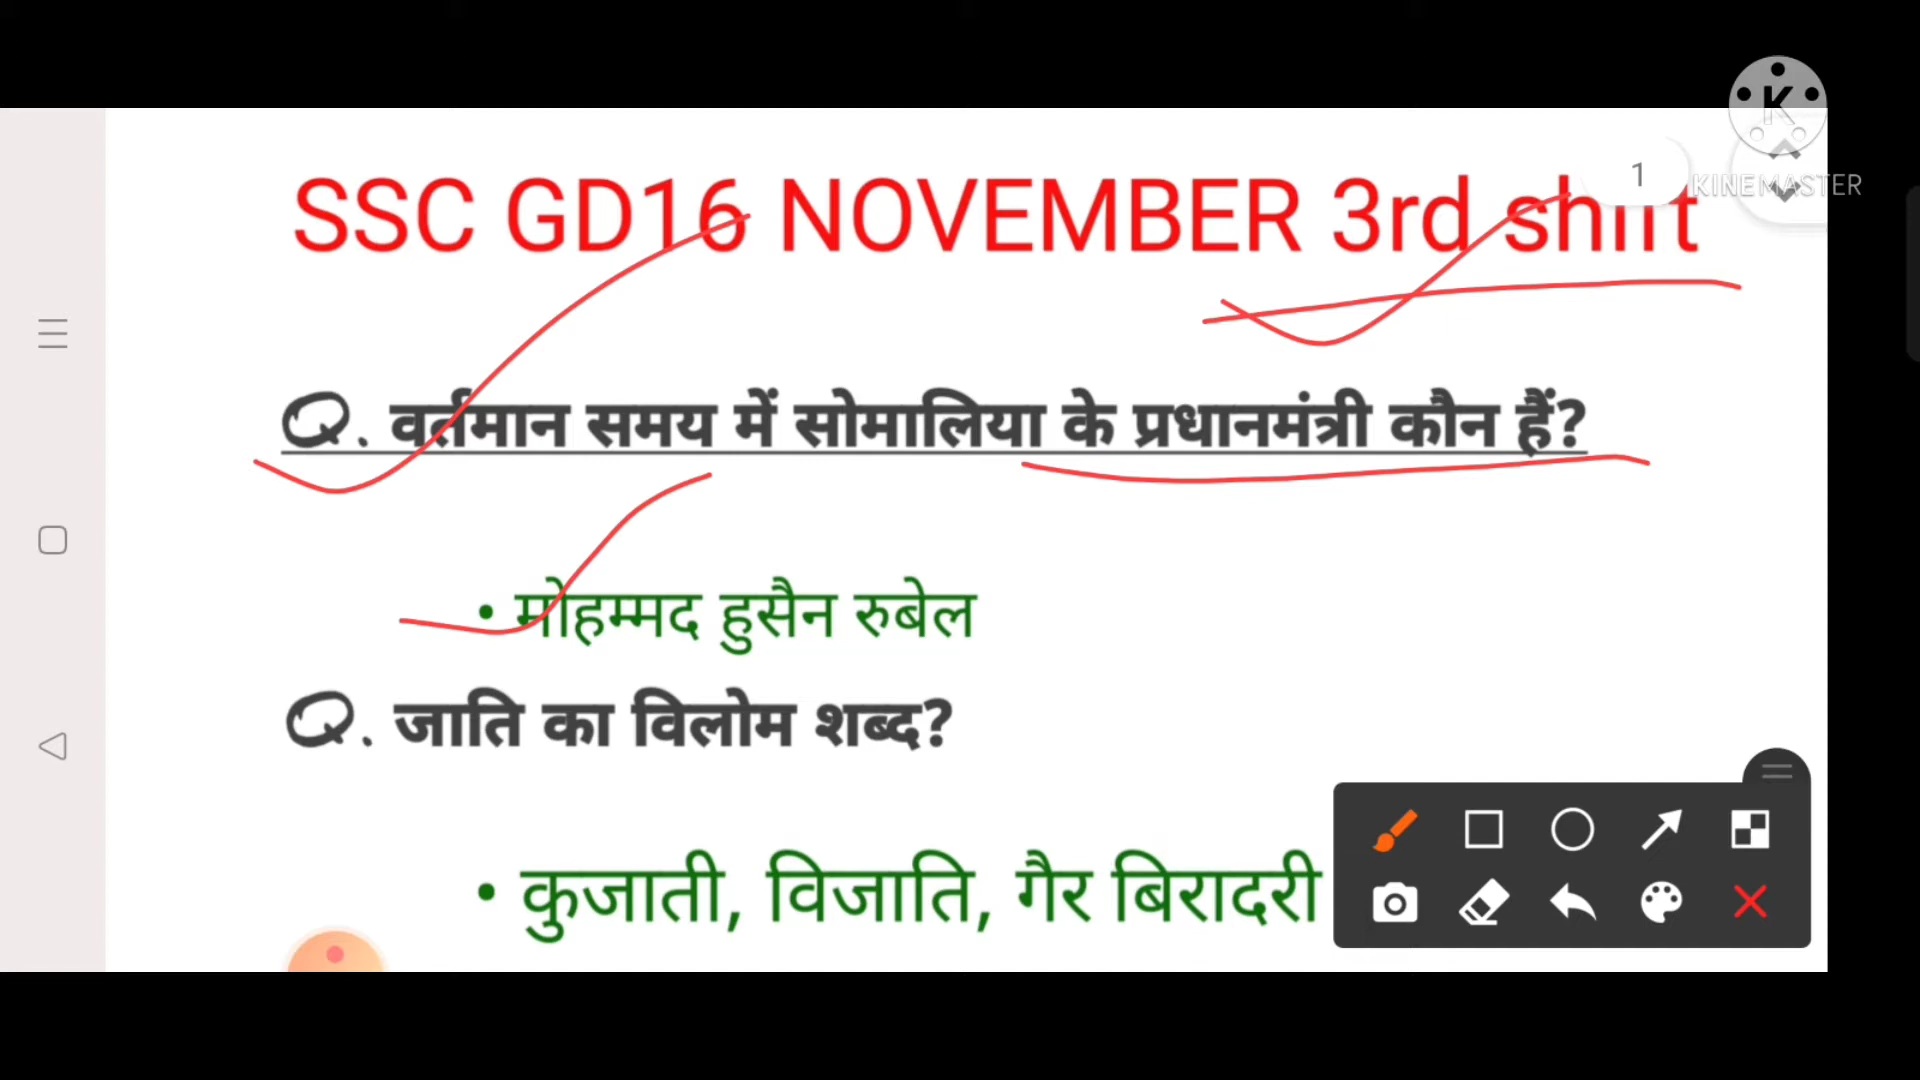 SSC GD16 NOVEMBER 3rd shift
1
KINEMASTER
Q. वर्तमान समय में सोमालिया के प्रधानमंत्री कौन हैं?
• मोहम्मद हुसैन रुबेल
Q. जाति का विलोम शब्द?
• कुजाती, विजाति, गैर बिरादरी